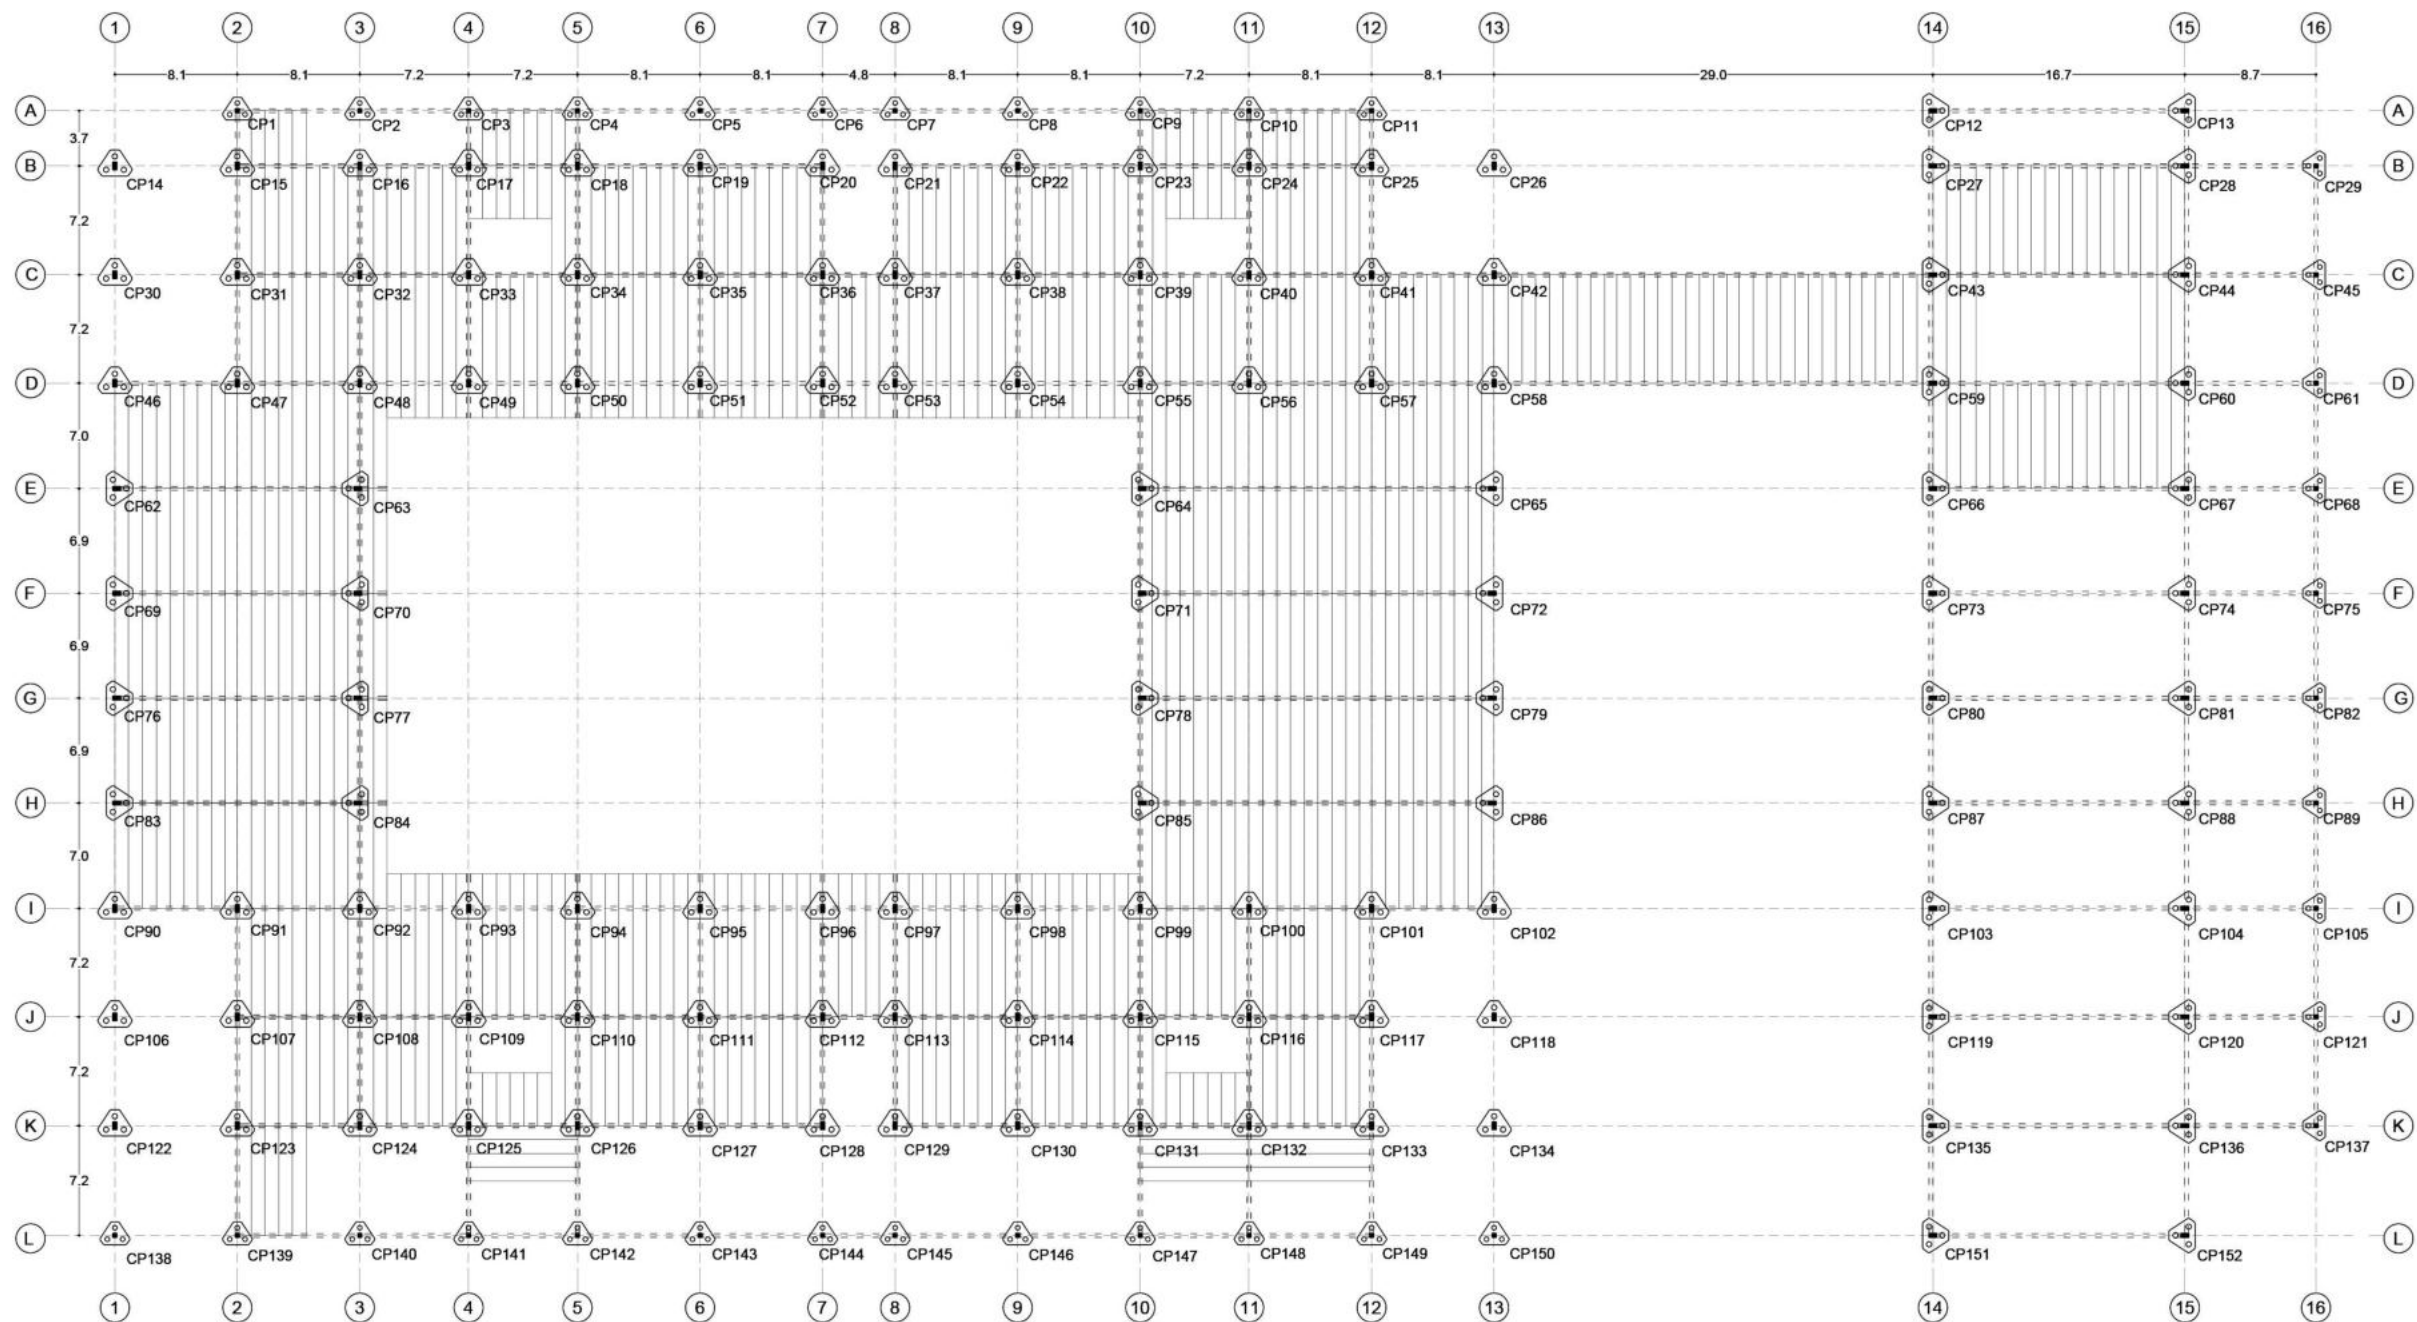 1 2 3 4 5 6 7 8 9 10 11 12 13 14 15 16
8.1 8.1 7.2 7.2 8.1 8.1 4.8 8.1 8.1 7.2 8.1 8.1 29.0 16.7 8.7
A A
CP1 CP2 CP3 CP4 CP5 CP6 CP7 CP8 CP9 CP10 CP11 CP12 CP13
3.7
B B
CP14 CP15 CP16 CP17 CP18 CP19 CP20 CP21 CP22 CP23 CP24 CP25 CP26 CP27 CP28 CP29
7.2
C C
CP30 CP31 CP32 CP33 CP34 CP35 CP36 CP37 CP38 CP39 CP40 CP41 CP42 CP43 CP44 CP45
7.2
D D
CP46 CP47 CP48 CP49 CP50 CP51 CP52 CP53 CP54 CP55 CP56 CP57 CP58 CP59 CP60 CP61
7.0
E E
CP62 CP63 CP64 CP65 CP66 CP67 CP68
6.9
F F
CP69 CP70 CP71 CP72 CP73 CP74 CP75
6.9
G G
CP76 CP77 CP78 CP79 CP80 CP81 CP82
6.9
H H
CP83 CP84 CP85 CP86 CP87 CP88 CP89
7.0
I I
CP90 CP91 CP92 CP93 CP94 CP95 CP96 CP97 CP98 CP99 CP100 CP101 CP102 CP103 CP104 CP105
7.2
J J
CP106 CP107 CP108 CP109 CP110 CP111 CP112 CP113 CP114 CP115 CP116 CP117 CP118 CP119 CP120 CP121
7.2
K K
CP122 CP123 CP124 CP125 CP126 CP127 CP128 CP129 CP130 CP131 CP132 CP133 CP134 CP135 CP136 CP137
7.2
L L
CP138 CP139 CP140 CP141 CP142 CP143 CP144 CP145 CP146 CP147 CP148 CP149 CP150 CP151 CP152
1 2 3 4 5 6 7 8 9 10 11 12 13 14 15 16